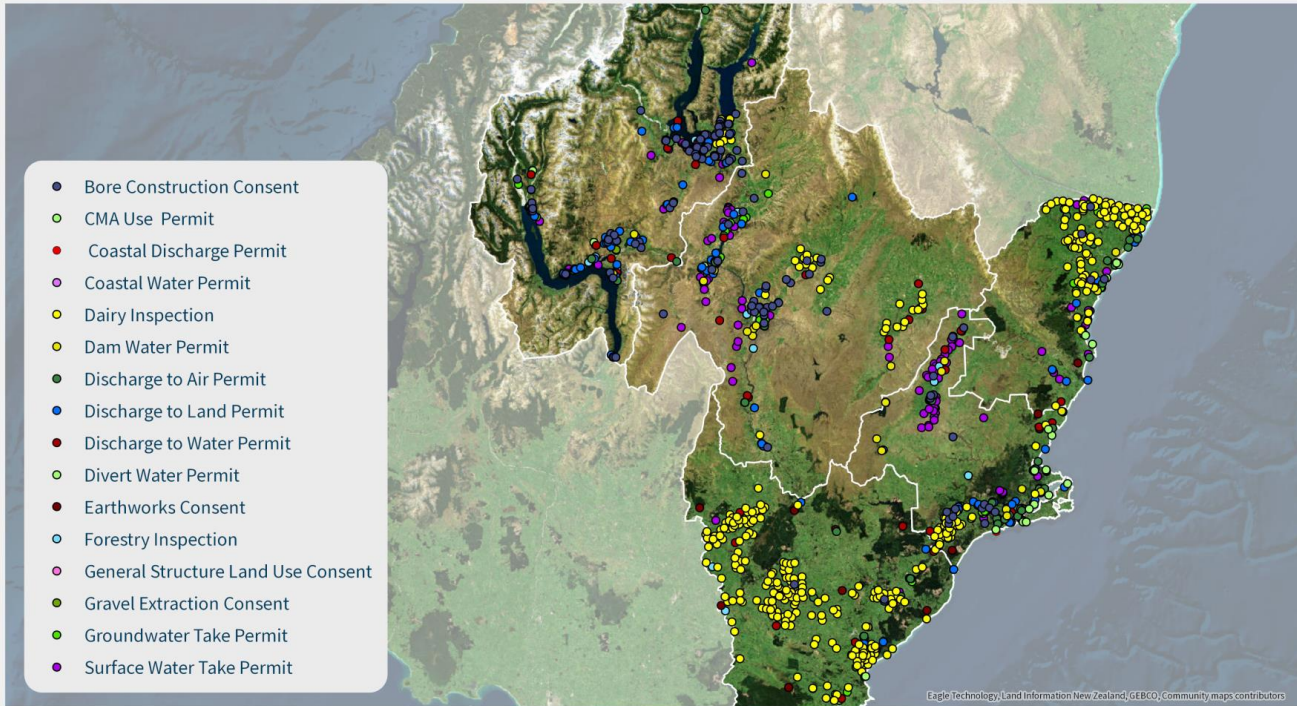 Bore Construction Consent
CMA Use Permit
Coastal Discharge Permit
Coastal Water Permit
Dairy Inspection
Dam Water Permit
Discharge to Air Permit
Discharge to Land Permit
Discharge to Water Permit
Divert Water Permit
Earthworks Consent
Forestry Inspection
General Structure Land Use Consent
Gravel Extraction Consent
Groundwater Take Permit
Surface Water Take Permit
Eagle Technology, Land Information New Zealand, GEBCO, Community maps contributors